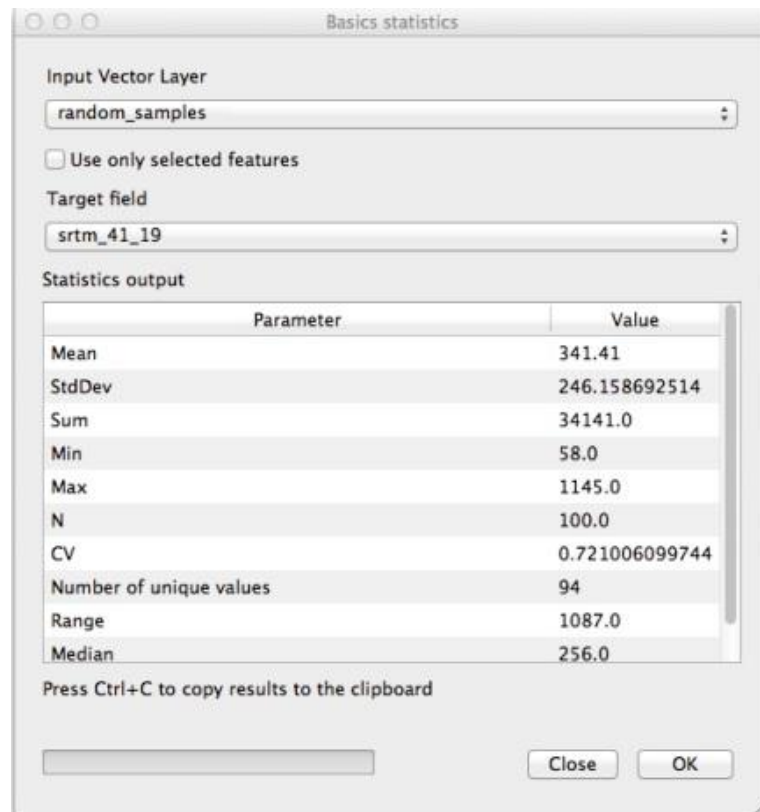 Basics statistics
Input Vector Layer
random_samples
Use only selected features
Target field
srtm_41_19
Statistics output
Parameter Value
Mean 341.41
StdDev 246.158692514
Sum 34141.0
Min 58.0
Max 1145.0
N 100.0
CV 0.721006099744
Number of unique values 94
Range 1087.0
Median 256.0
Press Ctrl+C to copy results to the clipboard
Close OK